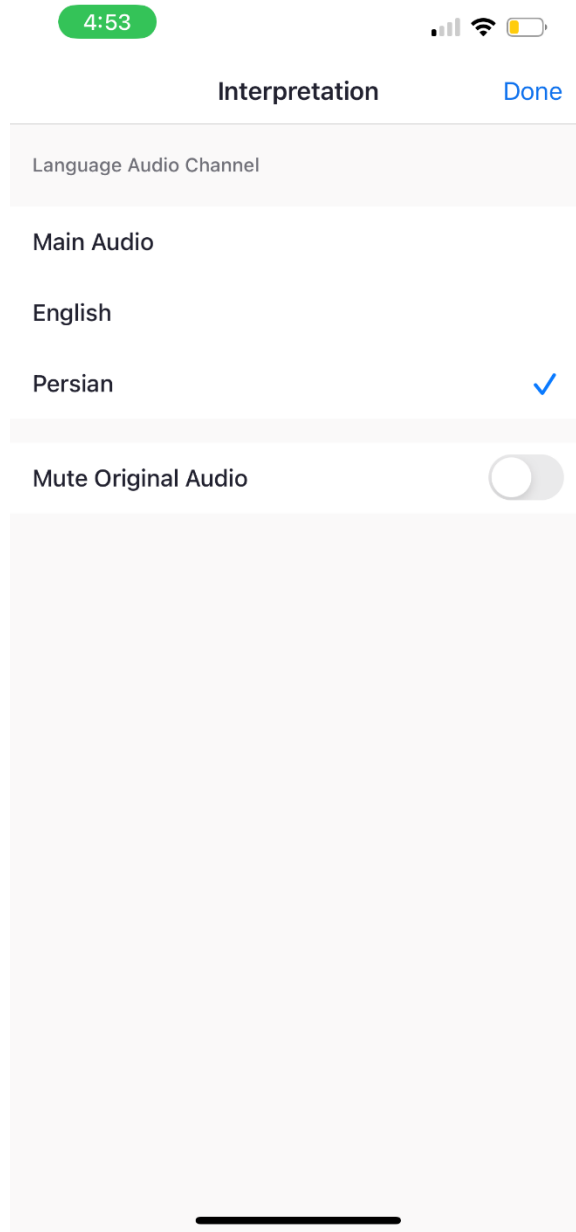 4:53
Interpretation Done
Language Audio Channel
Main Audio
English
Persian
Mute Original Audio